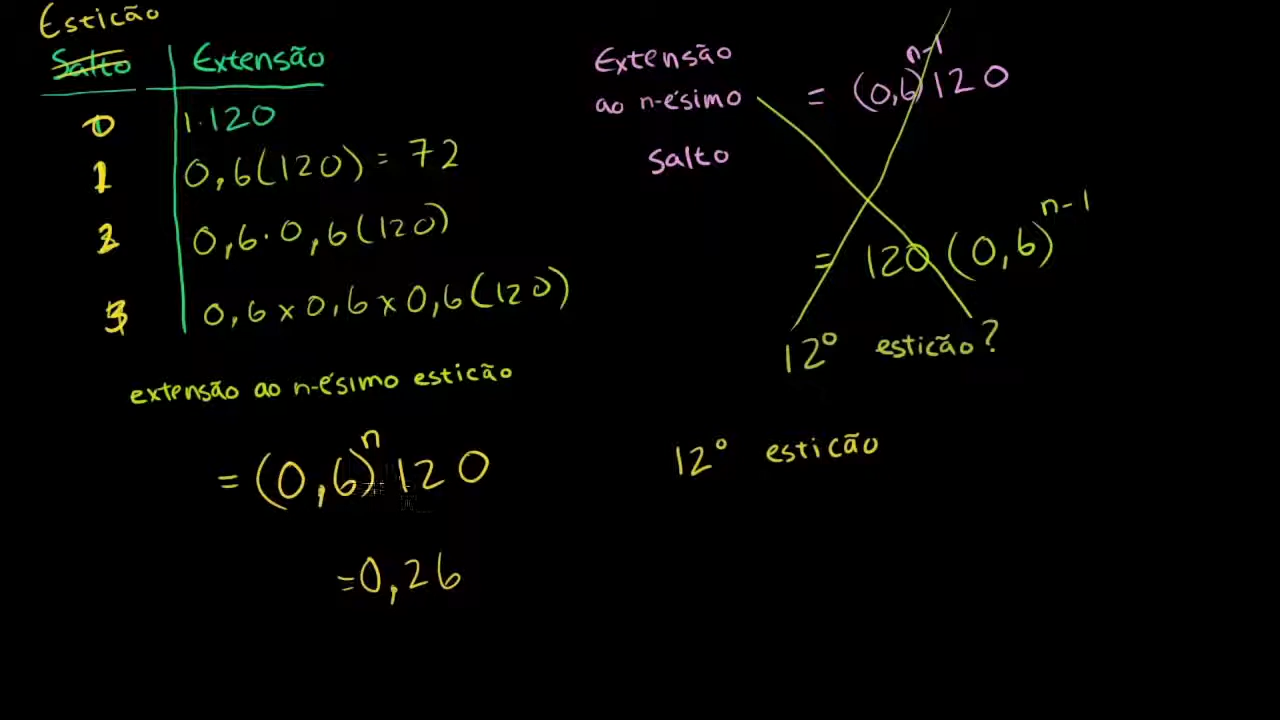 Esticão
Salto Extensão
0 1·120
1 0,6(120) = 72
2 0,6·0,6(120)
3 0,6 x 0,6 x 0,6(120)
extensão ao n-ésimo esticão
= (0,6)^n 120
=0,26
Extensão
ao n-ésimo = (0,6)^n-1 120
Salto
= 120 (0,6)^n-1
12º esticão?
12º esticão